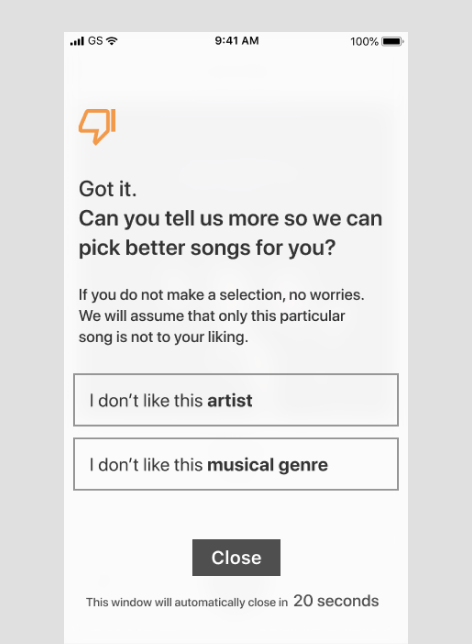 GS 9:41 AM 100%
Got it.
Can you tell us more so we can
pick better songs for you?
If you do not make a selection, no worries.
We will assume that only this particular
song is not to your liking.
I don’t like this artist
I don’t like this musical genre
Close
This window will automatically close in 20 seconds